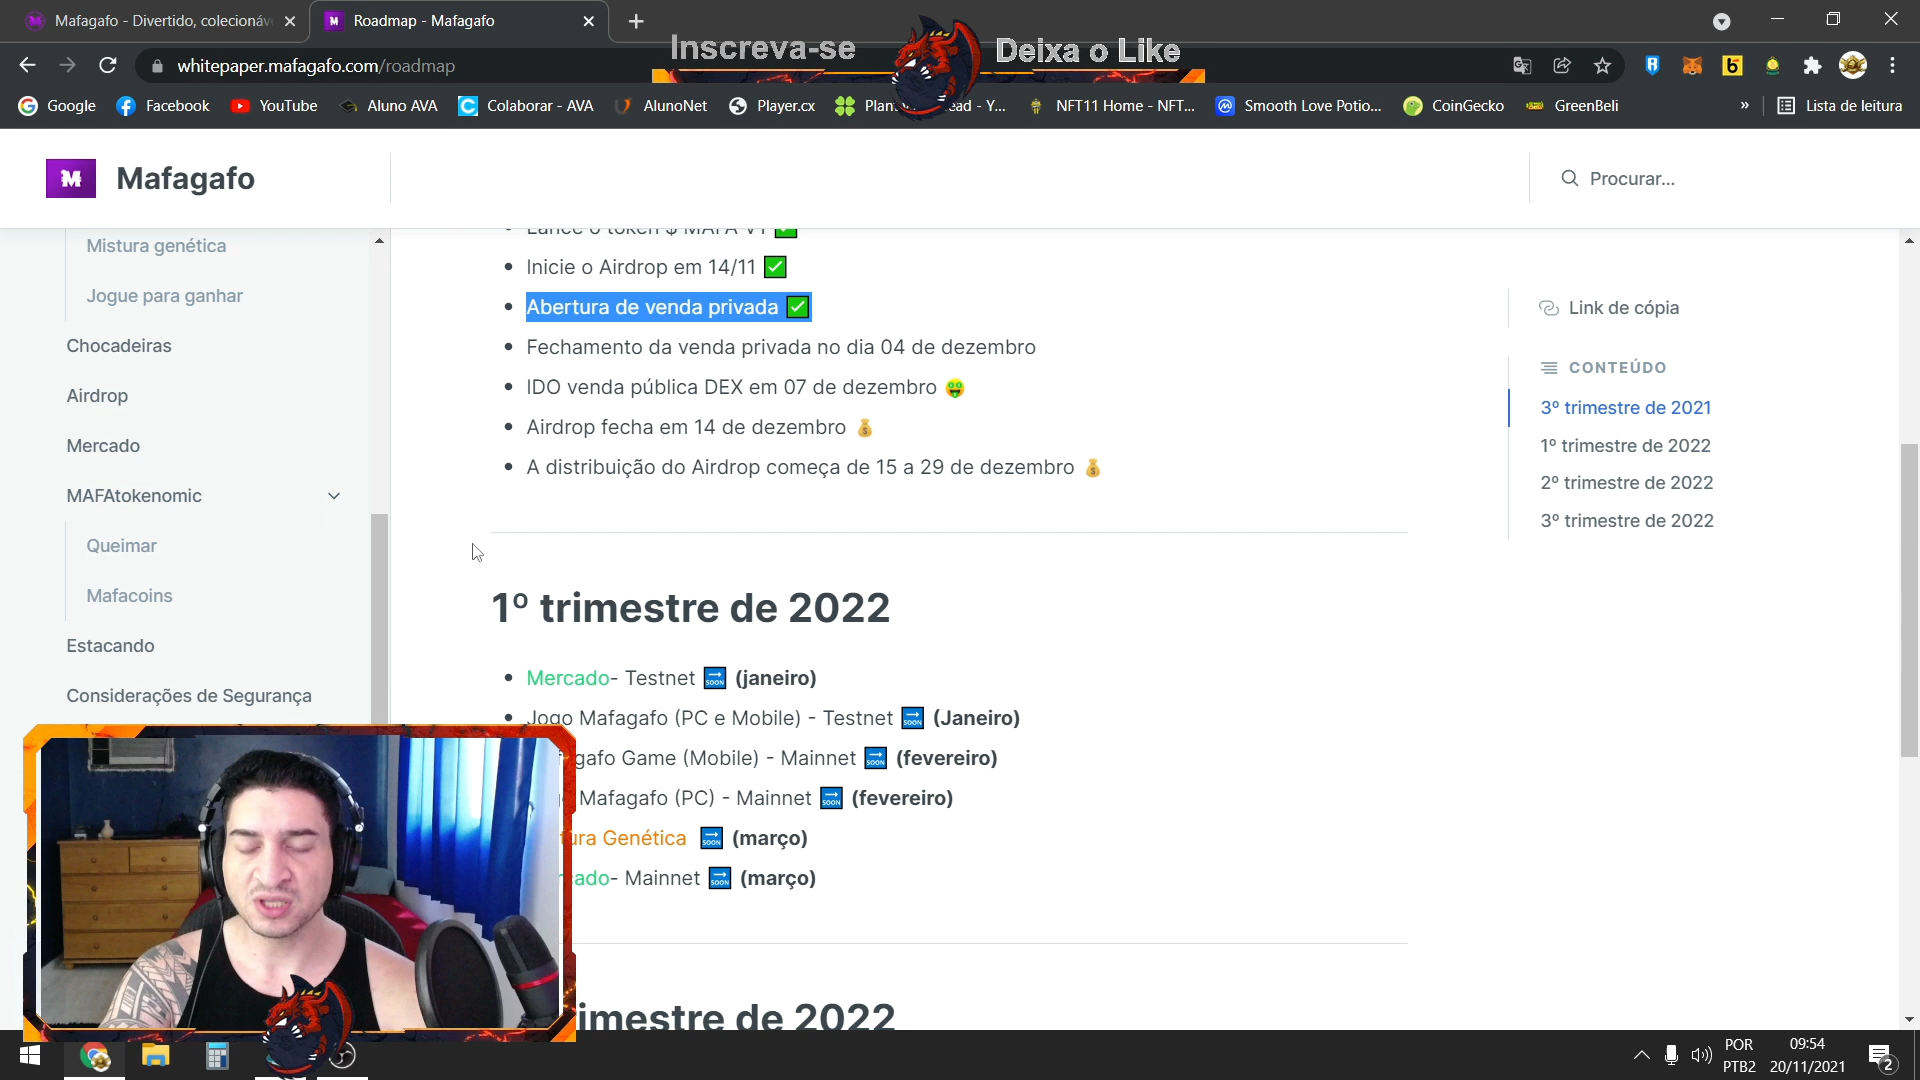 Mafagafo - Divertido, colecionáv
Roadmap - Mafagafo
Inscreva-se
Deixa o Like
whitepaper.mafagafo.com/roadmap
Google
Facebook
YouTube
Aluno AVA
Colaborar - AVA
AlunoNet
Player.cx
NFT11 Home - NFT...
Smooth Love Potio...
CoinGecko
GreenBeli
»
Lista de leitura
M Mafagafo
Procurar...
Mistura genética
Jogue para ganhar
Chocadeiras
Airdrop
Mercado
MAFAtokenomic
Queimar
Mafacoins
Estacando
Considerações de Segurança
• Inicie o Airdrop em 14/11 ✅
• Abertura de venda privada ✅
• Fechamento da venda privada no dia 04 de dezembro
• IDO venda pública DEX em 07 de dezembro 🤑
• Airdrop fecha em 14 de dezembro 💰
• A distribuição do Airdrop começa de 15 a 29 de dezembro 💰
1º trimestre de 2022
• Mercado- Testnet 🔜 (janeiro)
• Jogo Mafagafo (PC e Mobile) - Testnet 🔜 (Janeiro)
gafo Game (Mobile) - Mainnet 🔜 (fevereiro)
Mafagafo (PC) - Mainnet 🔜 (fevereiro)
ura Genética 🔜 (março)
ado- Mainnet 🔜 (março)
imestre de 2022
Link de cópia
CONTEÚDO
3º trimestre de 2021
1º trimestre de 2022
2º trimestre de 2022
3º trimestre de 2022
POR
PTB2
09:54
20/11/2021
2